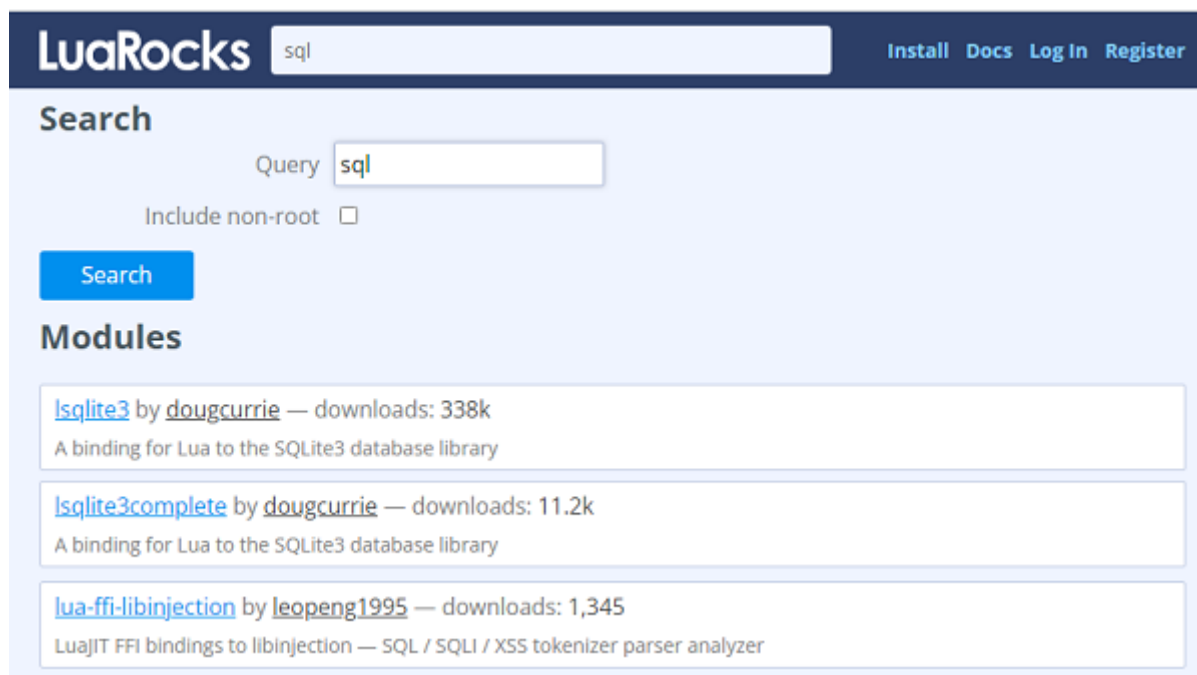 LuaRocks sql Install Docs Log In Register
Search
Query sql
Include non-root
Search
Modules
lsqlite3 by dougcurrie — downloads: 338k
A binding for Lua to the SQLite3 database library
lsqlite3complete by dougcurrie — downloads: 11.2k
A binding for Lua to the SQLite3 database library
lua-ffi-libinjection by leopeng1995 — downloads: 1,345
LuaJIT FFI bindings to libinjection — SQL / SQLI / XSS tokenizer parser analyzer